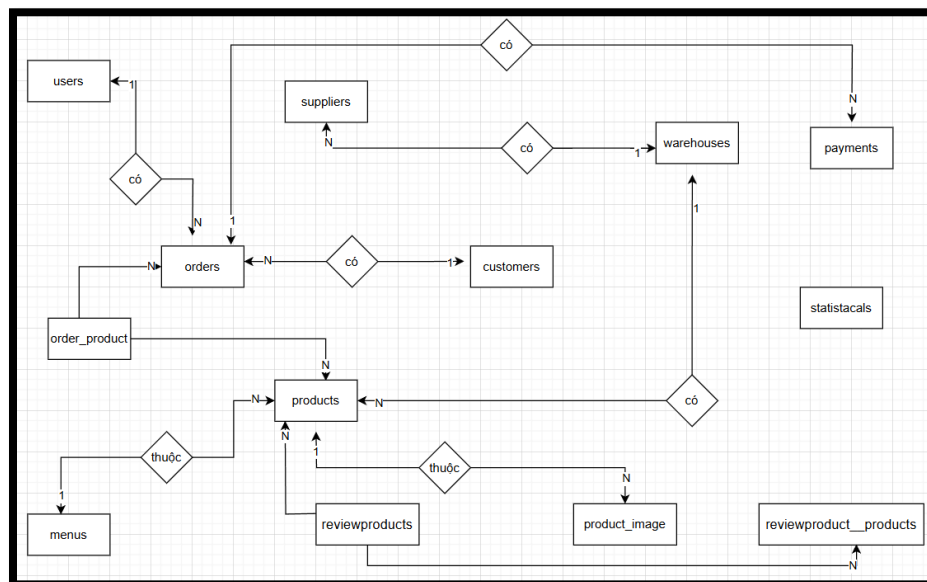 có
users
1
suppliers
N
N
có
1
warehouses
payments
có
N
1
1
orders
N
có
1
customers
N
statistacals
order_product
N
products
N
có
N
thuộc
1
menus
N
1
thuộc
N
reviewproducts
product_image
reviewproduct__products
N